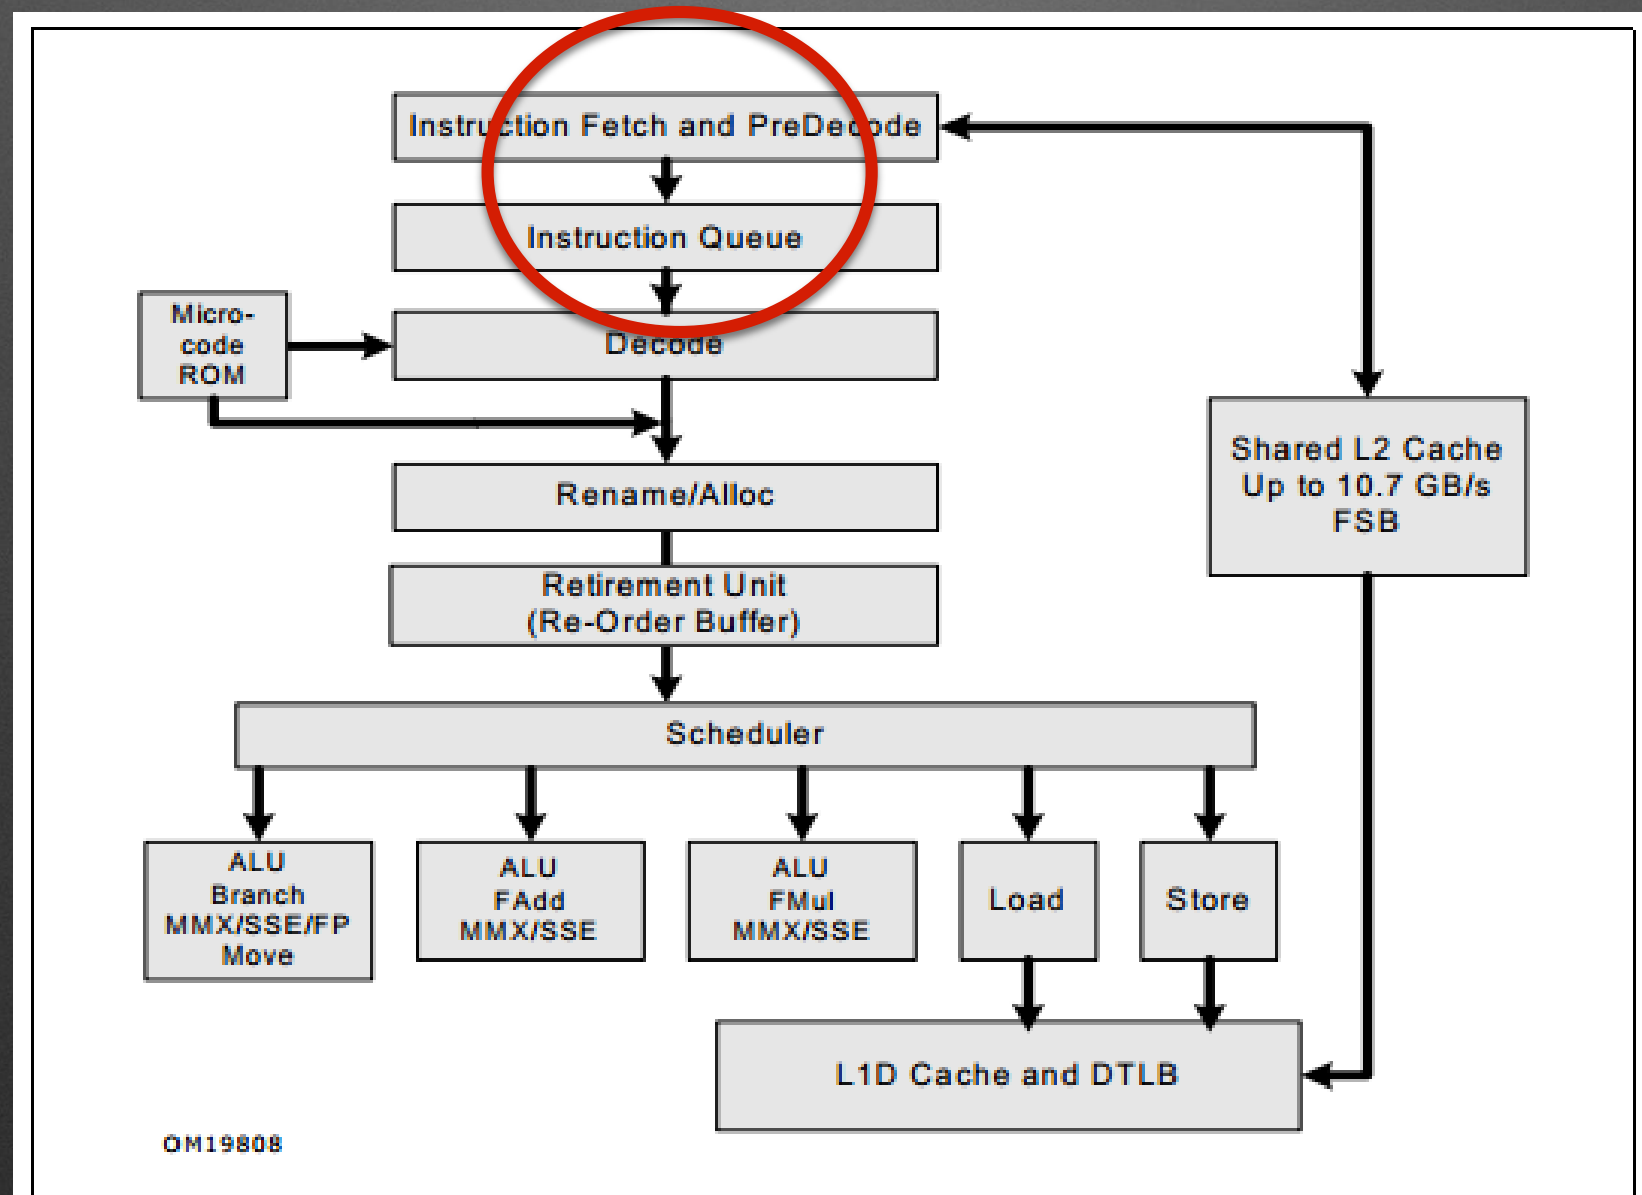 Instruction Fetch and PreDecode
Instruction Queue
Micro-
code
ROM
Decode
Shared L2 Cache
Up to 10.7 GB/s
FSB
Rename/Alloc
Retirement Unit
(Re-Order Buffer)
Scheduler
ALU
Branch
MMX/SSE/FP
Move
ALU
FAdd
MMX/SSE
ALU
FMul
MMX/SSE
Load
Store
L1D Cache and DTLB
OM19808